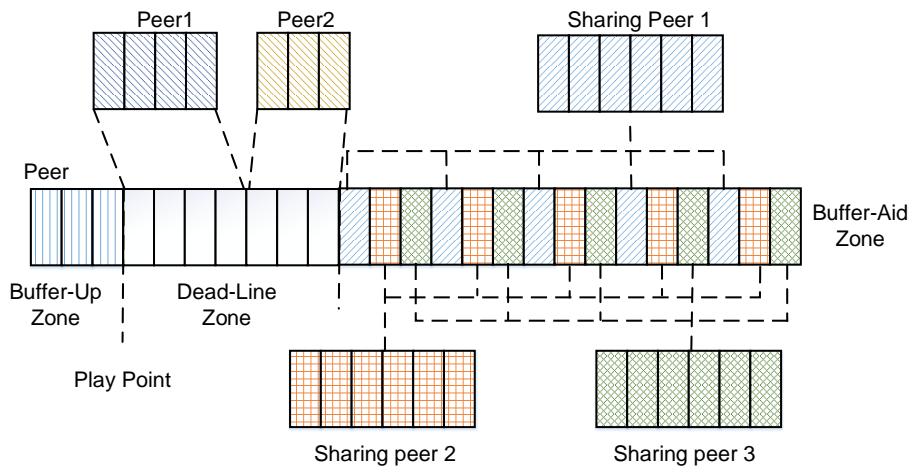 Peer1
Peer2
Sharing Peer 1
Peer
Buffer-Aid
Zone
Buffer-Up
Zone
Dead-Line
Zone
Play Point
Sharing peer 2
Sharing peer 3